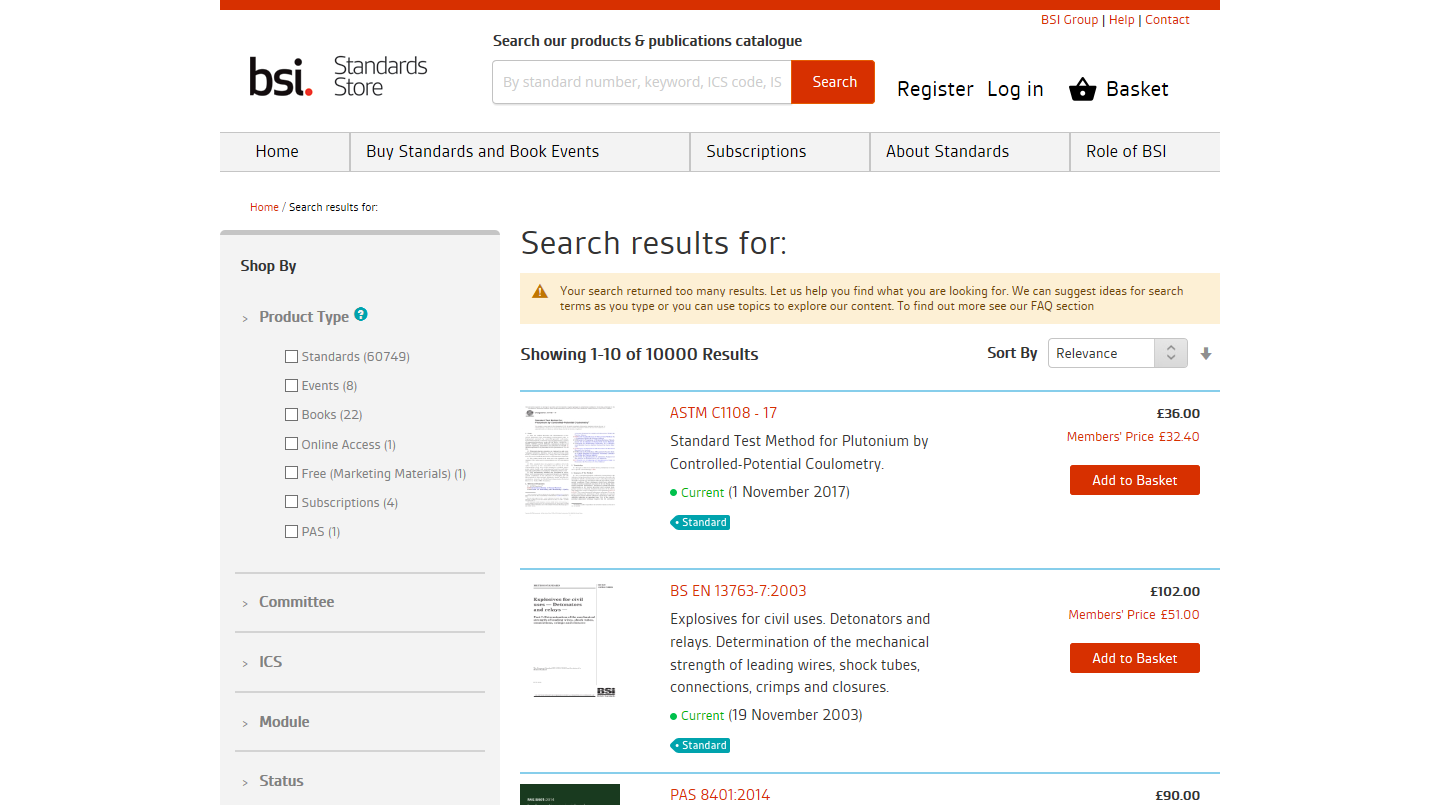 BSI Group | Help | Contact
Search our products & publications catalogue
bsi. Standards Store
By standard number, keyword, ICS code, IS
Search
Register Log in Basket
Home
Buy Standards and Book Events
Subscriptions
About Standards
Role of BSI
Home / Search results for:
Shop By
> Product Type ?
Standards (60749)
Events (8)
Books (22)
Online Access (1)
Free (Marketing Materials) (1)
Subscriptions (4)
PAS (1)
> Committee
> ICS
> Module
> Status
Search results for:
Your search returned too many results. Let us help you find what you are looking for. We can suggest ideas for search
terms as you type or you can use topics to explore our content. To find out more see our FAQ section
Showing 1-10 of 10000 Results
Sort By Relevance
ASTM C1108 - 17
Standard Test Method for Plutonium by
Controlled-Potential Coulometry.
Current (1 November 2017)
Standard
£36.00
Members' Price £32.40
Add to Basket
Explosives for civil
uses — Detonators
and relays —
BSI
BS EN 13763-7:2003
Explosives for civil uses. Detonators and
relays. Determination of the mechanical
strength of leading wires, shock tubes,
connections, crimps and closures.
Current (19 November 2003)
Standard
£102.00
Members' Price £51.00
Add to Basket
PAS 8401:2014
£90.00